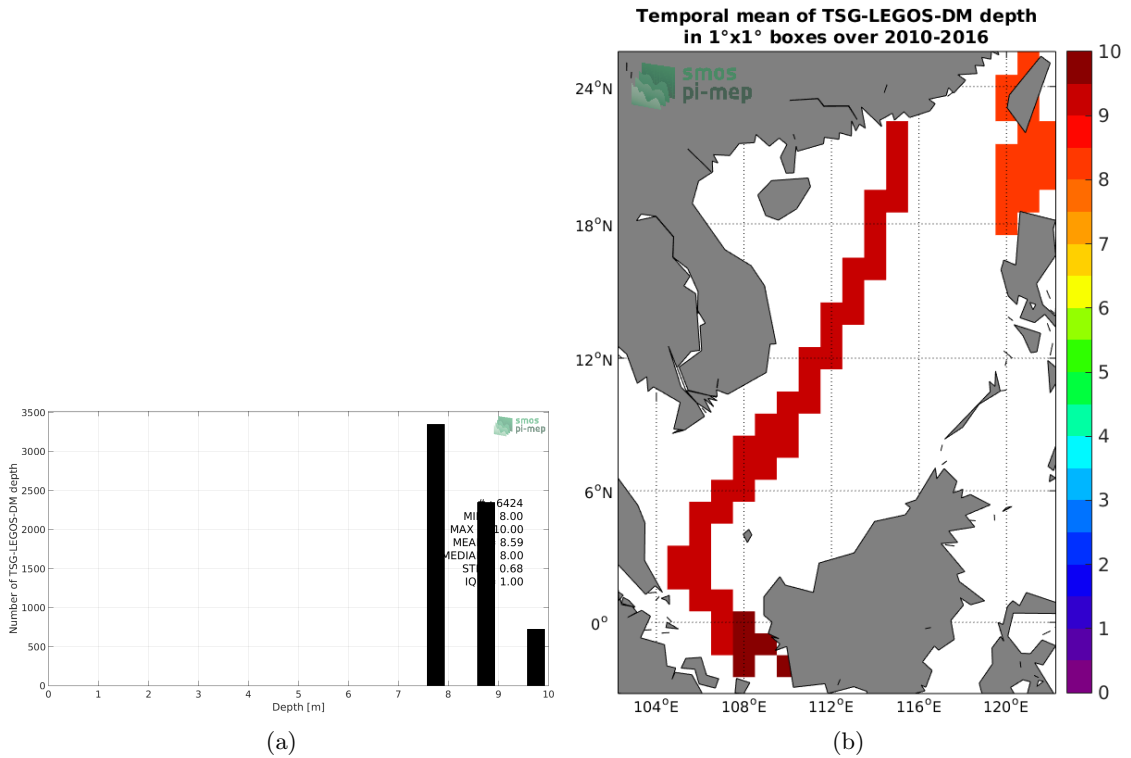 Temporal mean of TSG-LEGOS-DM depth
in 1°x1° boxes over 2010-2016
smos
pi-mep
24°N
18°N
12°N
6°N
0°
104°E
108°E
112°E
116°E
120°E
10
9
8
7
6
5
4
3
2
1
0
(b)
smos
pi-mep
Number of TSG-LEGOS-DM depth
3500
3000
2500
2000
1500
1000
500
0
6424
8.00
MAX 10.00
8.59
MEDIAN 8.00
0.68
1.00
0
1
2
3
4
5
6
7
8
9
10
Depth [m]
(a)